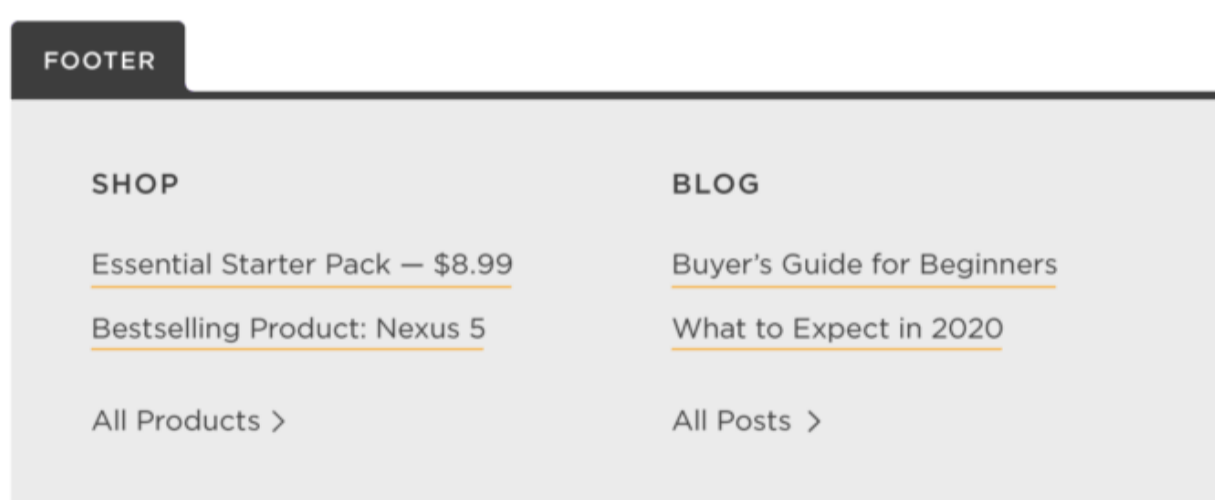 FOOTER
SHOP
Essential Starter Pack — $8.99
Bestselling Product: Nexus 5
All Products >
BLOG
Buyer’s Guide for Beginners
What to Expect in 2020
All Posts >